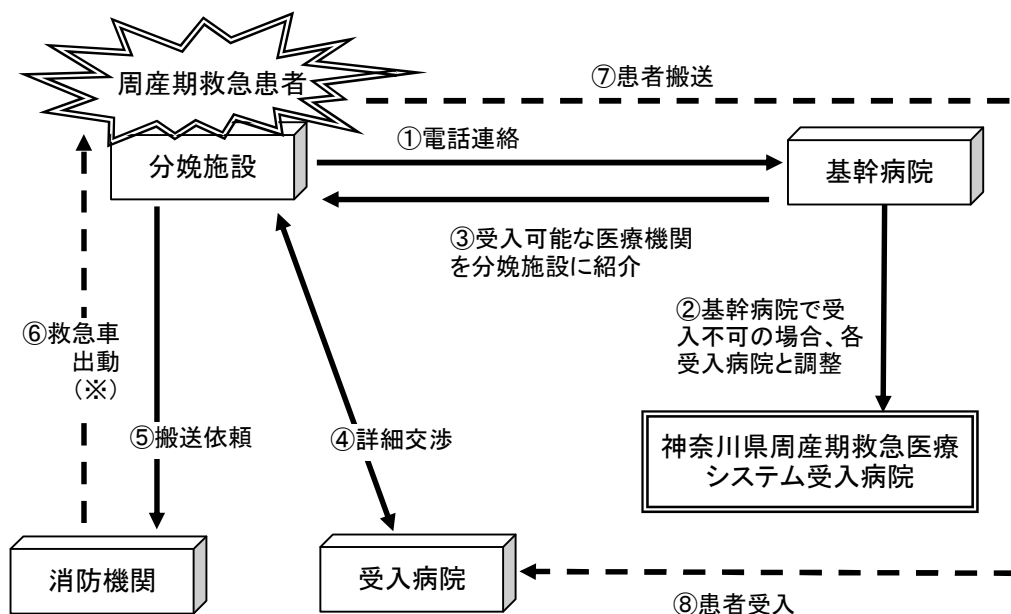 周産期救急患者
⑦患者搬送
①電話連絡
分娩施設
基幹病院
③受入可能な医療機関
を分娩施設に紹介
②基幹病院で受
入不可の場合、各
受入病院と調整
⑥救急車
出動
（※）
⑤搬送依頼
④詳細交渉
神奈川県周産期救急医療
システム受入病院
消防機関
受入病院
⑧患者受入